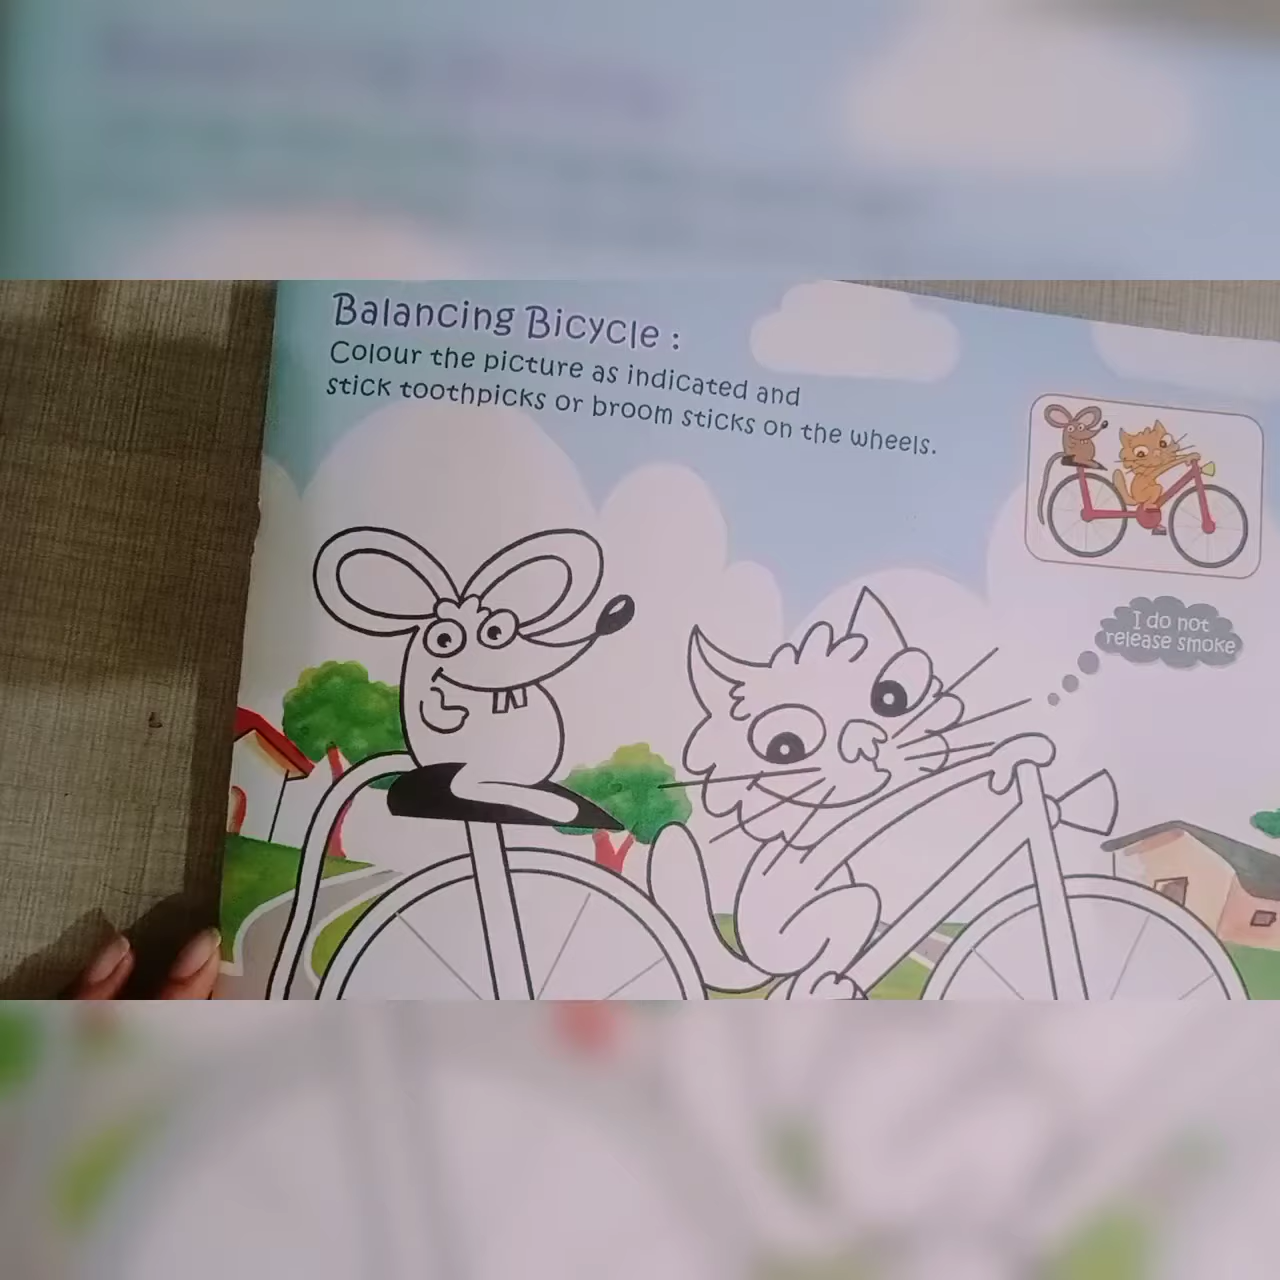 Balancing Bicycle :
Colour the picture as indicated and
stick toothpicks or broom sticks on the wheels.
I do not
release smoke